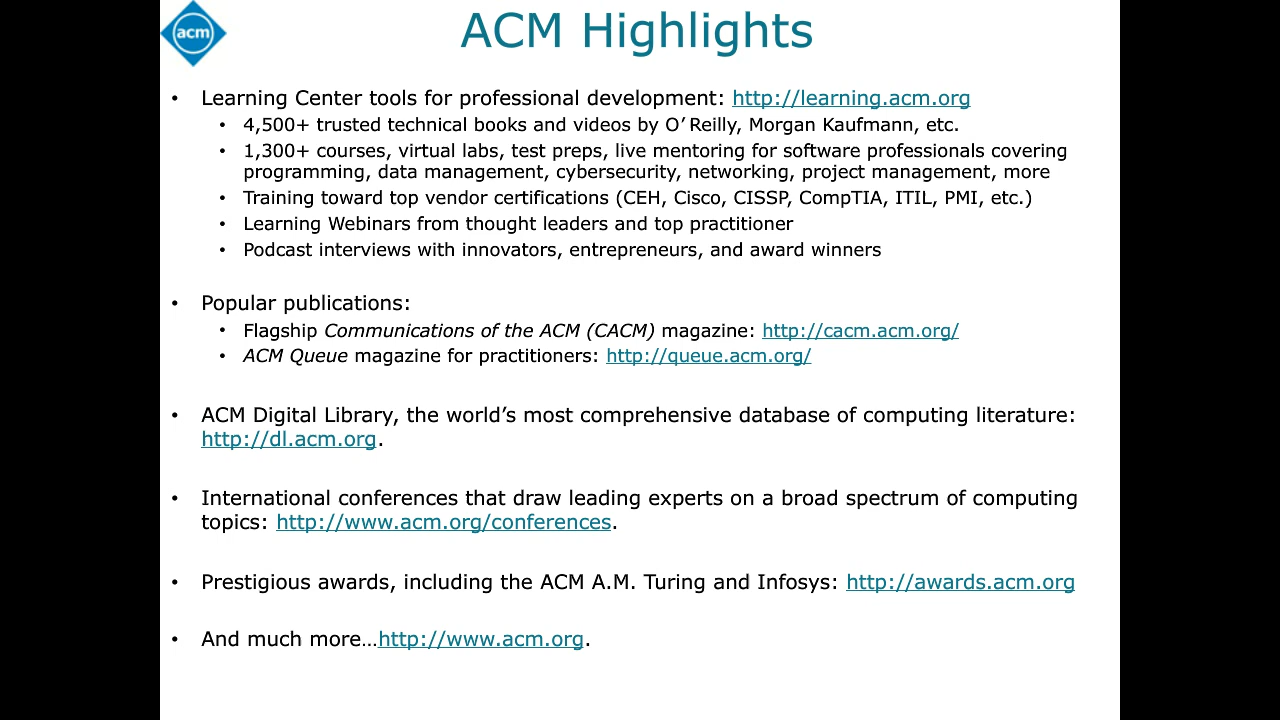 acm
ACM Highlights
• Learning Center tools for professional development: http://learning.acm.org
• 4,500+ trusted technical books and videos by O’ Reilly, Morgan Kaufmann, etc.
• 1,300+ courses, virtual labs, test preps, live mentoring for software professionals covering
programming, data management, cybersecurity, networking, project management, more
• Training toward top vendor certifications (CEH, Cisco, CISSP, CompTIA, ITIL, PMI, etc.)
• Learning Webinars from thought leaders and top practitioner
• Podcast interviews with innovators, entrepreneurs, and award winners
• Popular publications:
• Flagship Communications of the ACM (CACM) magazine: http://cacm.acm.org/
• ACM Queue magazine for practitioners: http://queue.acm.org/
• ACM Digital Library, the world’s most comprehensive database of computing literature:
http://dl.acm.org.
• International conferences that draw leading experts on a broad spectrum of computing
topics: http://www.acm.org/conferences.
• Prestigious awards, including the ACM A.M. Turing and Infosys: http://awards.acm.org
• And much more…http://www.acm.org.